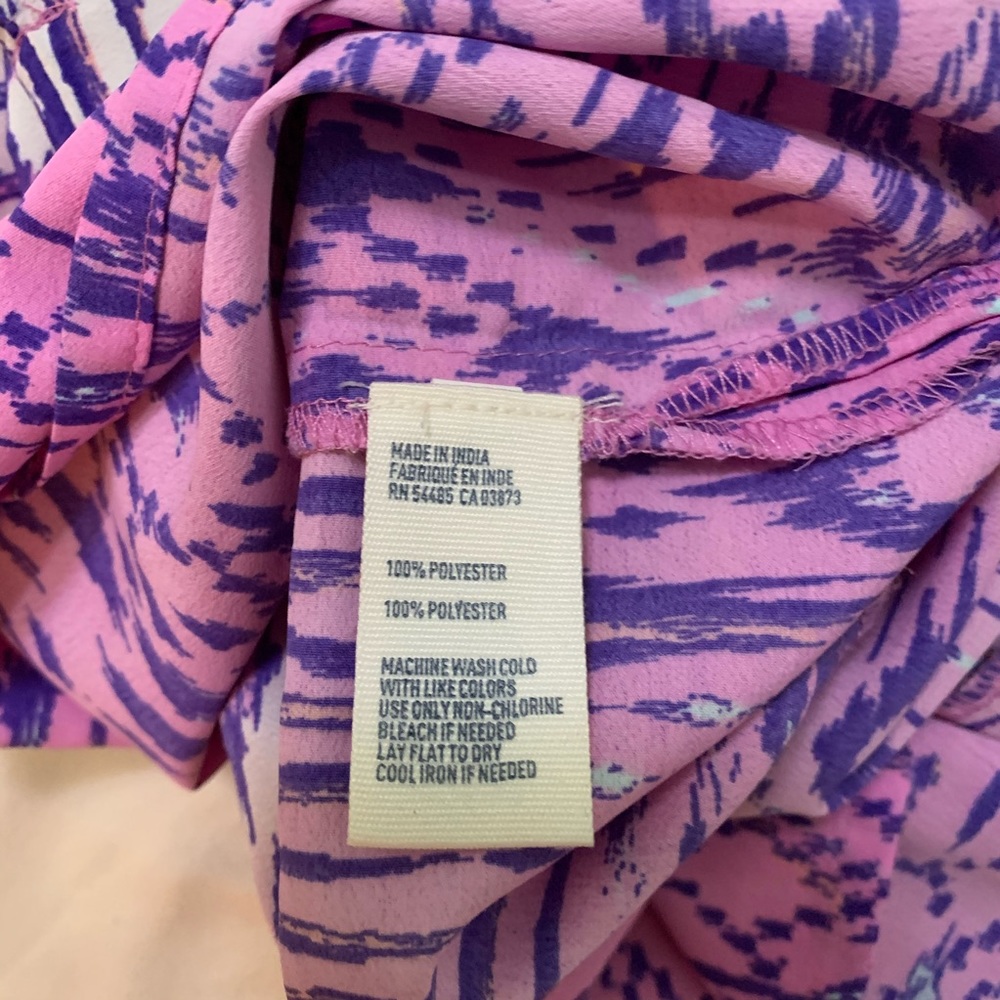 MADE IN INDIA
FABRIQUÉ EN INDE
RN 54485 CA 03873
100% POLYESTER
100% POLYESTER
MACHINE WASH COLD
WITH LIKE COLORS
USE ONLY NON-CHLORINE
BLEACH IF NEEDED
LAY FLAT TO DRY
COOL IRON IF NEEDED